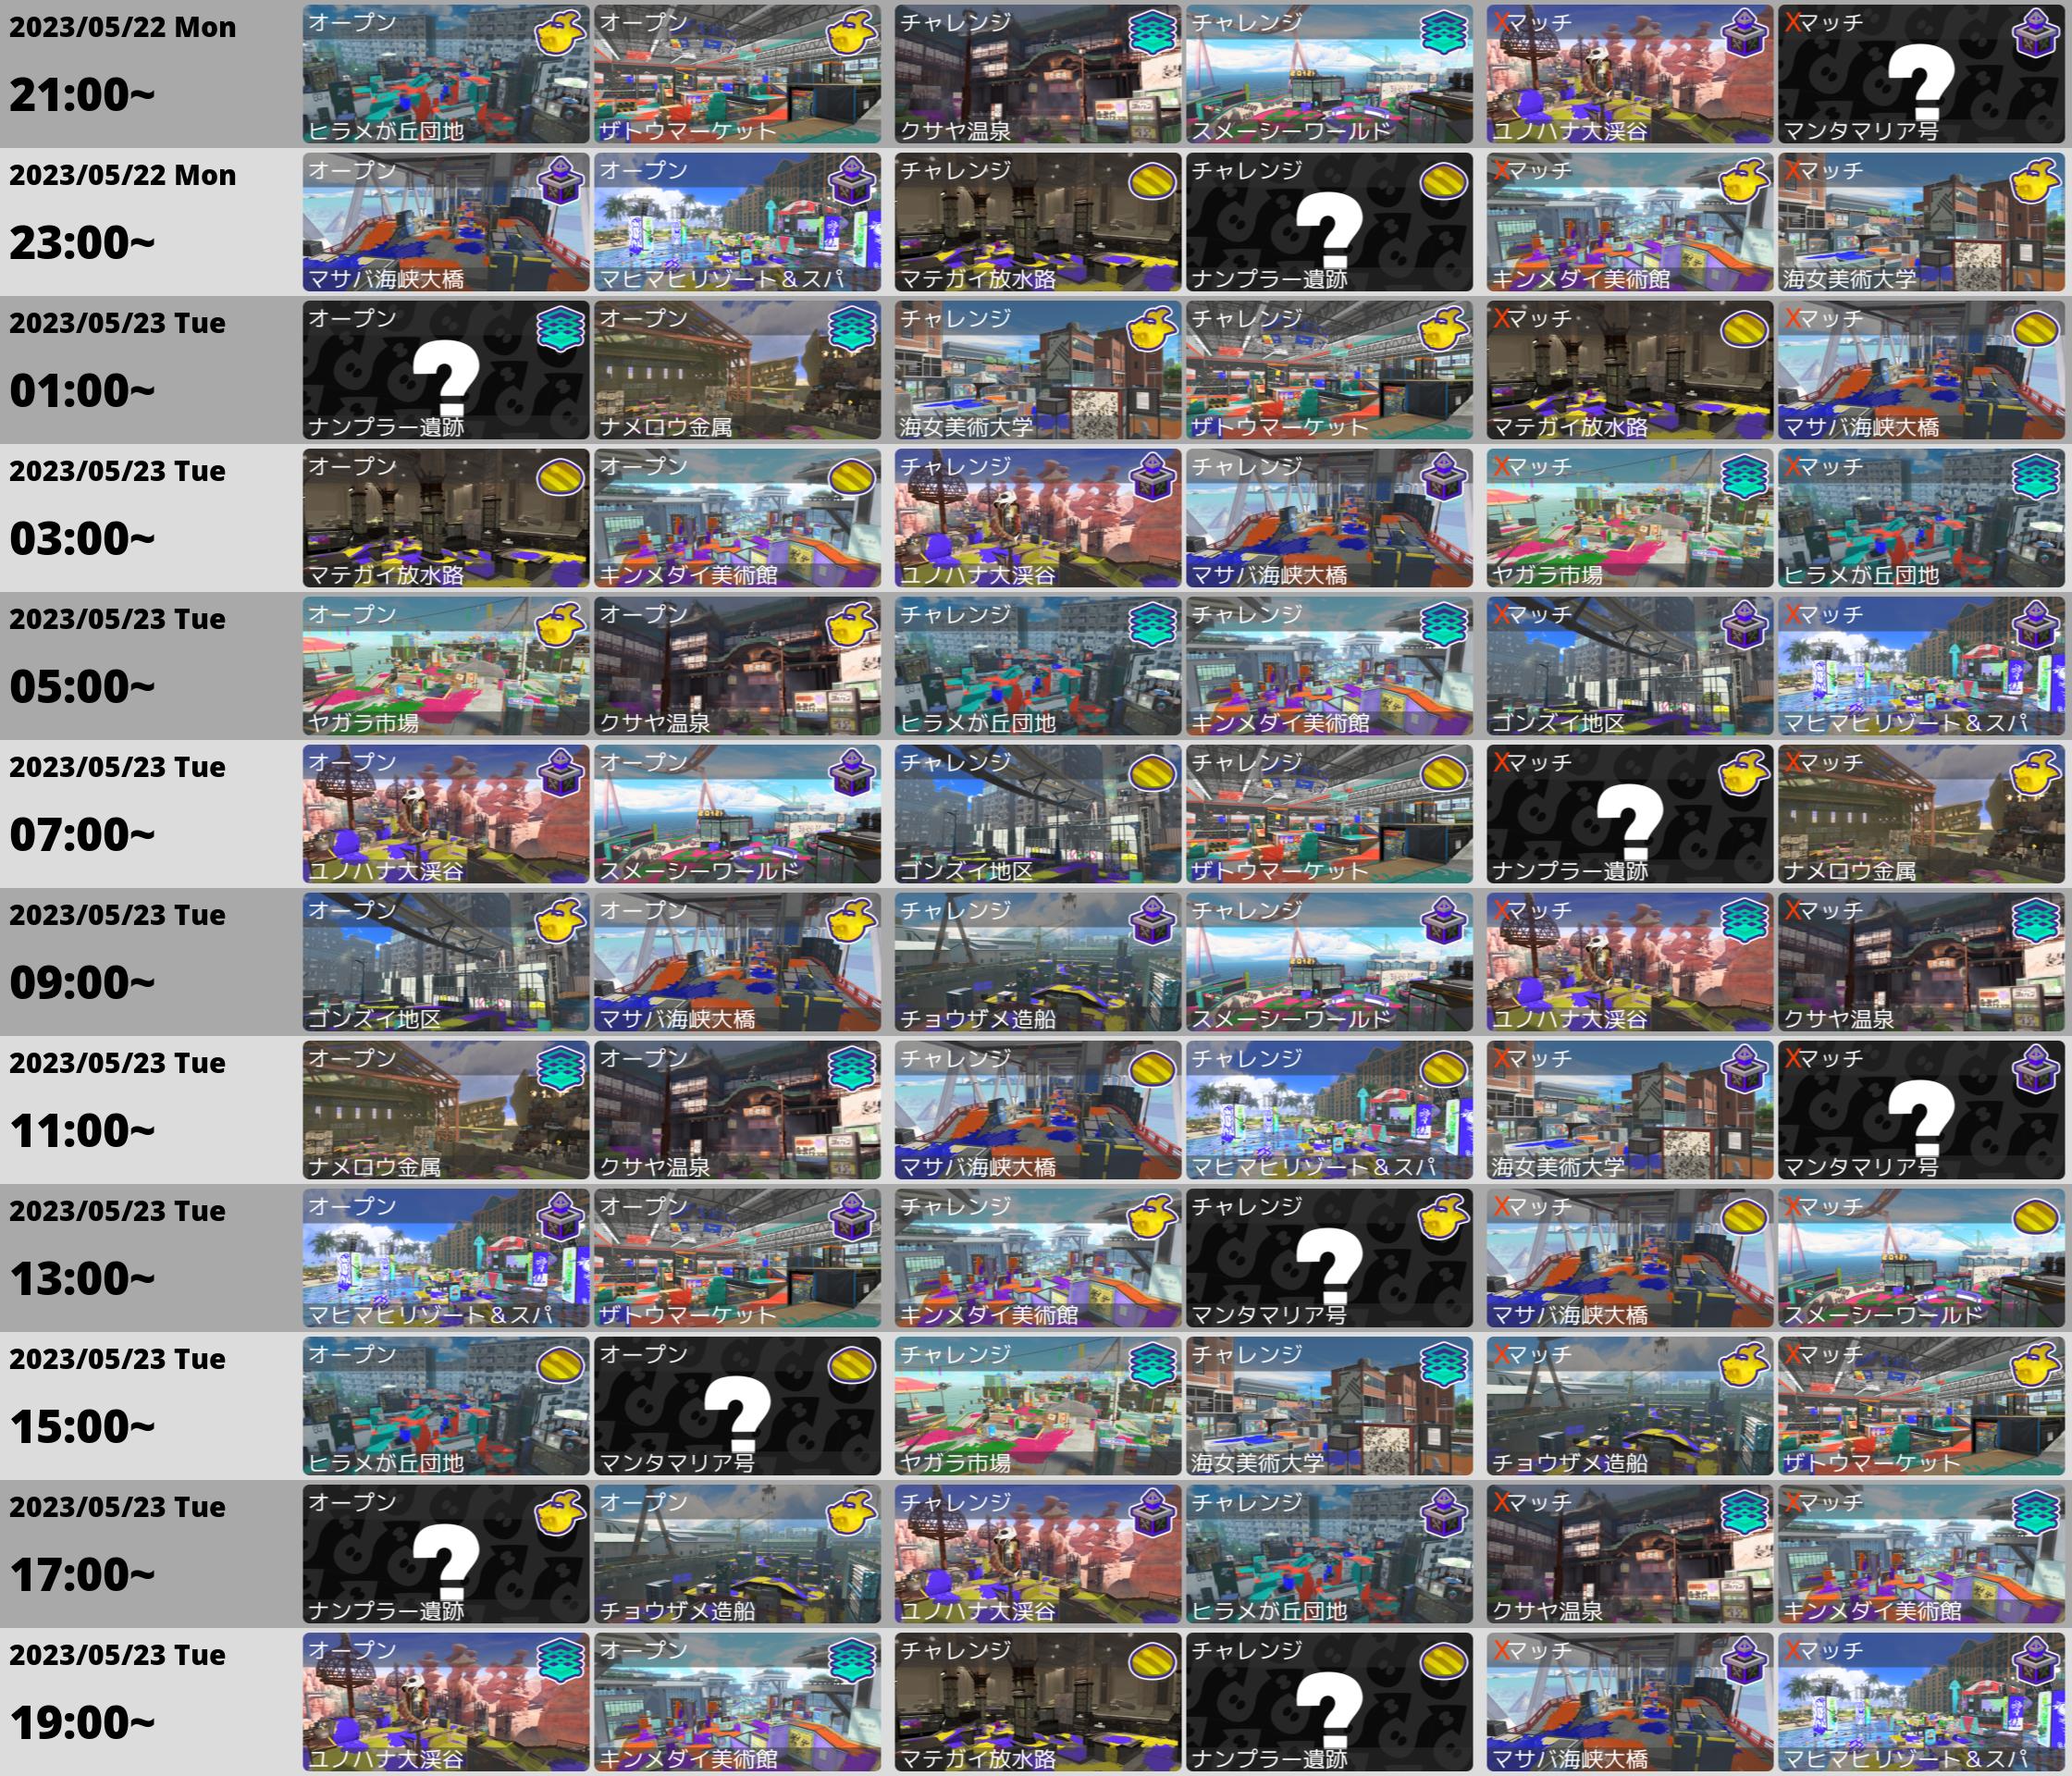 2023/05/22 Mon
21:00~
オープン オープン チャレンジ チャレンジ Xマッチ Xマッチ
ヒラメが丘団地 ザトウマーケット クサヤ温泉 スメーシーワールド ユノハナ大渓谷 マンタマリア号
2023/05/22 Mon
23:00~
オープン オープン チャレンジ チャレンジ Xマッチ Xマッチ
マサバ海峡大橋 マヒマヒリゾート&スパ マテガイ放水路 ナンプラー遺跡 キンメダイ美術館 海女美術大学
2023/05/23 Tue
01:00~
オープン オープン チャレンジ チャレンジ Xマッチ Xマッチ
ナンプラー遺跡 ナメロウ金属 海女美術大学 ザトウマーケット マテガイ放水路 マサバ海峡大橋
2023/05/23 Tue
03:00~
オープン オープン チャレンジ チャレンジ Xマッチ Xマッチ
マテガイ放水路 キンメダイ美術館 ユノハナ大渓谷 マサバ海峡大橋 ヤガラ市場 ヒラメが丘団地
2023/05/23 Tue
05:00~
オープン オープン チャレンジ チャレンジ Xマッチ Xマッチ
ヤガラ市場 クサヤ温泉 ヒラメが丘団地 キンメダイ美術館 ゴンズイ地区 マヒマヒリゾート&スパ
2023/05/23 Tue
07:00~
オープン オープン チャレンジ チャレンジ Xマッチ Xマッチ
ユノハナ大渓谷 スメーシーワールド ゴンズイ地区 ザトウマーケット ナンプラー遺跡 ナメロウ金属
2023/05/23 Tue
09:00~
オープン オープン チャレンジ チャレンジ Xマッチ Xマッチ
ゴンズイ地区 マサバ海峡大橋 チョウザメ造船 スメーシーワールド ユノハナ大渓谷 クサヤ温泉
2023/05/23 Tue
11:00~
オープン オープン チャレンジ チャレンジ Xマッチ Xマッチ
ナメロウ金属 クサヤ温泉 マサバ海峡大橋 マヒマヒリゾート&スパ 海女美術大学 マンタマリア号
2023/05/23 Tue
13:00~
オープン オープン チャレンジ チャレンジ Xマッチ Xマッチ
マヒマヒリゾート&スパ ザトウマーケット キンメダイ美術館 マンタマリア号 マサバ海峡大橋 スメーシーワールド
2023/05/23 Tue
15:00~
オープン オープン チャレンジ チャレンジ Xマッチ Xマッチ
ヒラメが丘団地 マンタマリア号 ヤガラ市場 海女美術大学 チョウザメ造船 ザトウマーケット
2023/05/23 Tue
17:00~
オープン オープン チャレンジ チャレンジ Xマッチ Xマッチ
ナンプラー遺跡 チョウザメ造船 ユノハナ大渓谷 ヒラメが丘団地 クサヤ温泉 キンメダイ美術館
2023/05/23 Tue
19:00~
オープン オープン チャレンジ チャレンジ Xマッチ Xマッチ
ユノハナ大渓谷 キンメダイ美術館 マテガイ放水路 ナンプラー遺跡 マサバ海峡大橋 マヒマヒリゾート&スパ